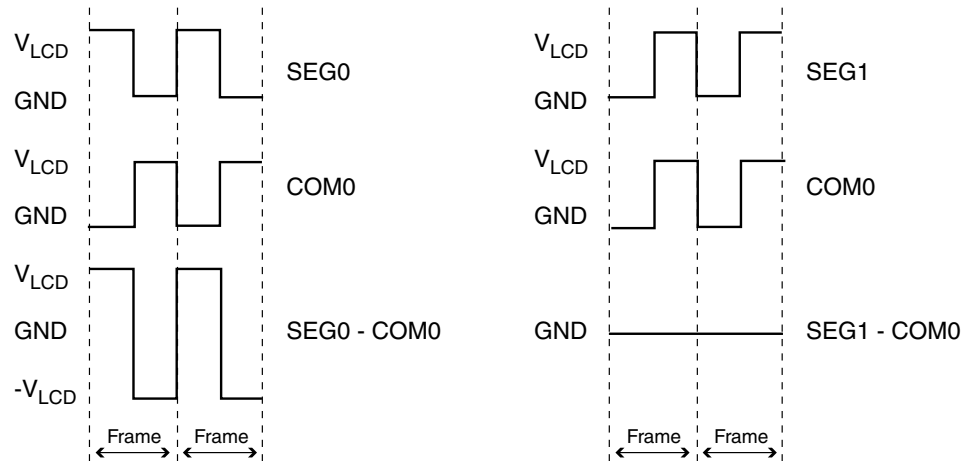 V_LCD
SEG0
GND
V_LCD
COM0
GND
V_LCD
GND
SEG0 - COM0
-V_LCD
Frame Frame
V_LCD
SEG1
GND
V_LCD
COM0
GND
GND
SEG1 - COM0
Frame Frame